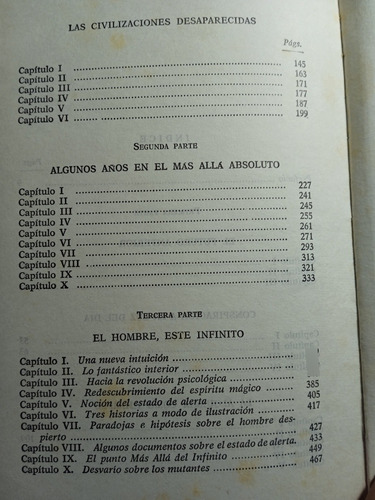 LAS CIVILIZACIONES DESAPARECIDAS
Págs.
Capítulo I 145
Capítulo II 163
Capítulo III 171
Capítulo IV 177
Capítulo V 187
Capítulo VI 199
SEGUNDA PARTE
ALGUNOS AÑOS EN EL MAS ALLÁ ABSOLUTO
Capítulo I 227
Capítulo II 241
Capítulo III 245
Capítulo IV 255
Capítulo V 261
Capítulo VI 271
Capítulo VII 293
Capítulo VIII 313
Capítulo IX 321
Capítulo X 333
TERCERA PARTE
EL HOMBRE, ESTE INFINITO
Capítulo I. Una nueva intuición
Capítulo II. Lo fantástico interior
Capítulo III. Hacia la revolución psicológica
Capítulo IV. Redescubrimiento del espíritu mágico 385
Capítulo V. Noción del estado de alerta 405
Capítulo VI. Tres historias a modo de ilustración 417
Capítulo VII. Paradojas e hipótesis sobre el hombre des-
pierto 427
Capítulo VIII. Algunos documentos sobre el estado de alerta. 433
Capítulo IX. El punto Más Allá del Infinito 449
Capítulo X. Desvarío sobre los mutantes 467